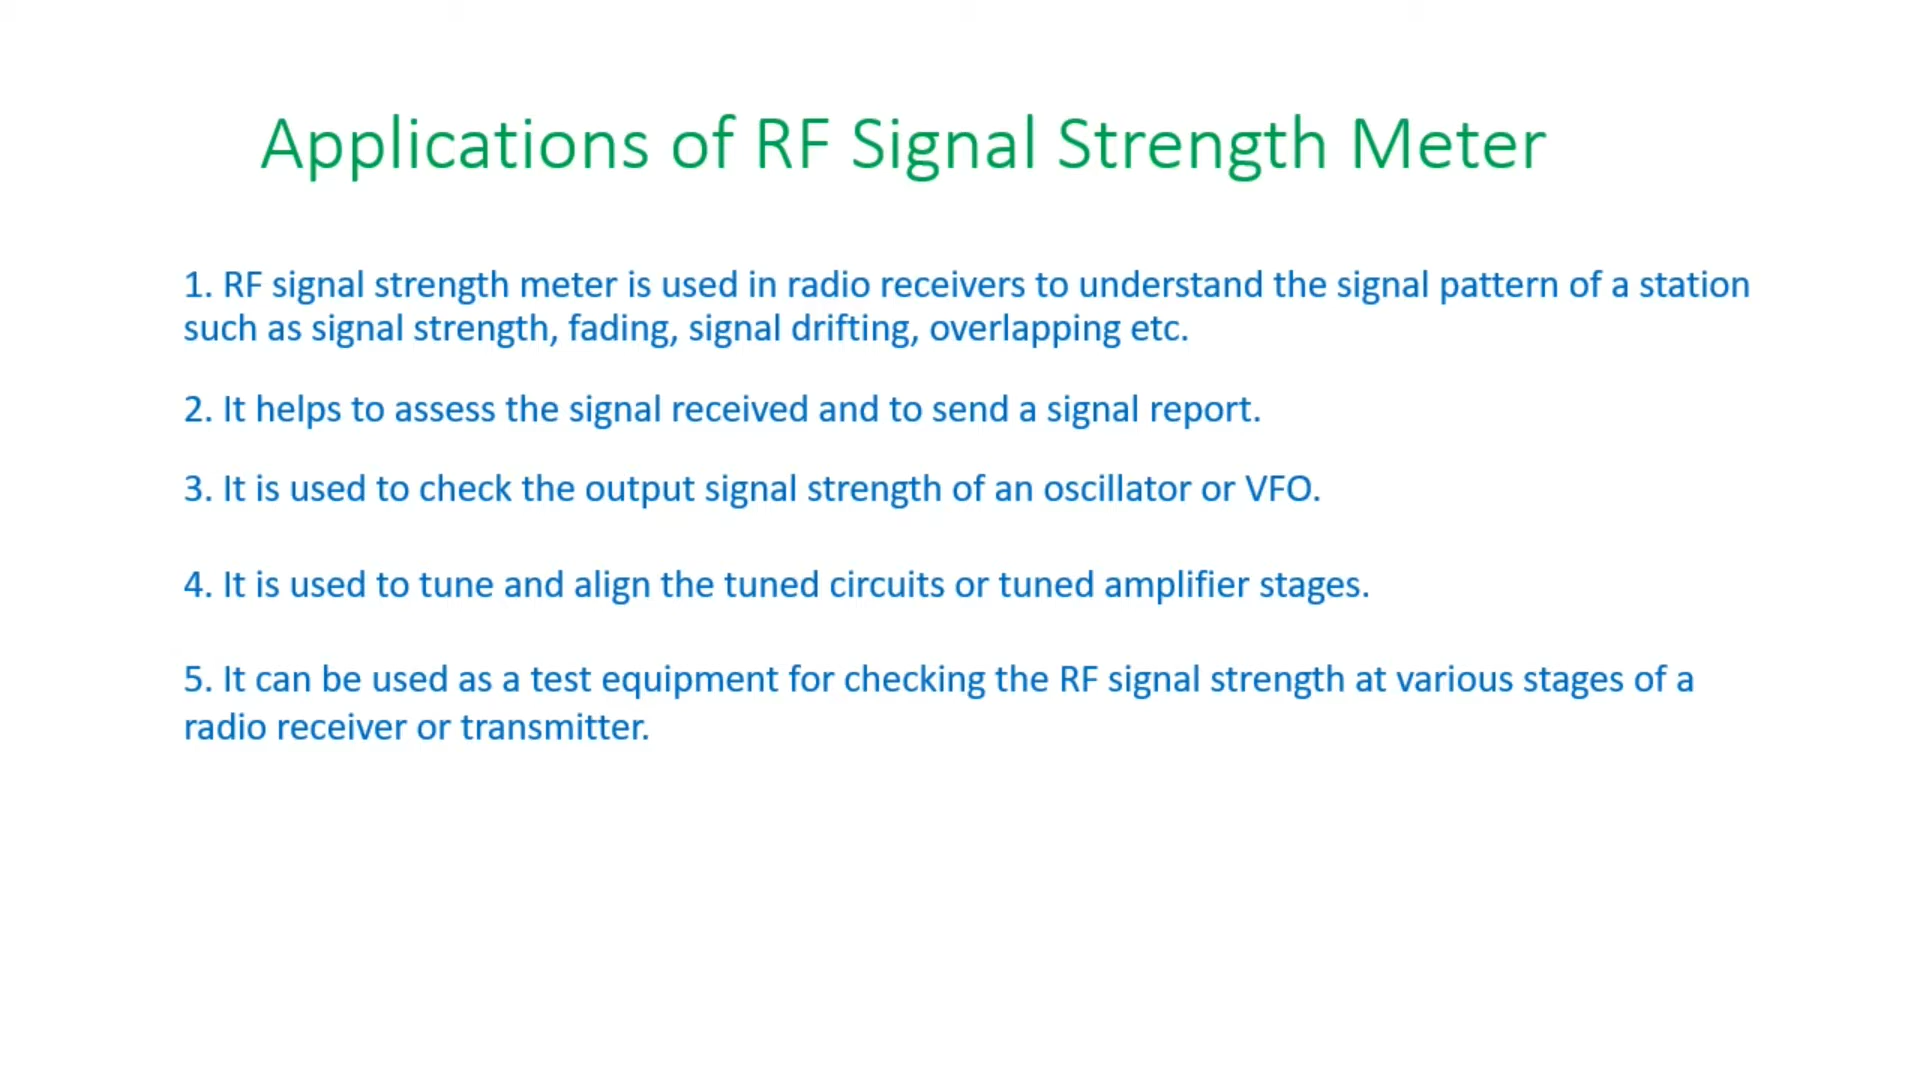 Applications of RF Signal Strength Meter
1. RF signal strength meter is used in radio receivers to understand the signal pattern of a station
such as signal strength, fading, signal drifting, overlapping etc.
2. It helps to assess the signal received and to send a signal report.
3. It is used to check the output signal strength of an oscillator or VFO.
4. It is used to tune and align the tuned circuits or tuned amplifier stages.
5. It can be used as a test equipment for checking the RF signal strength at various stages of a
radio receiver or transmitter.